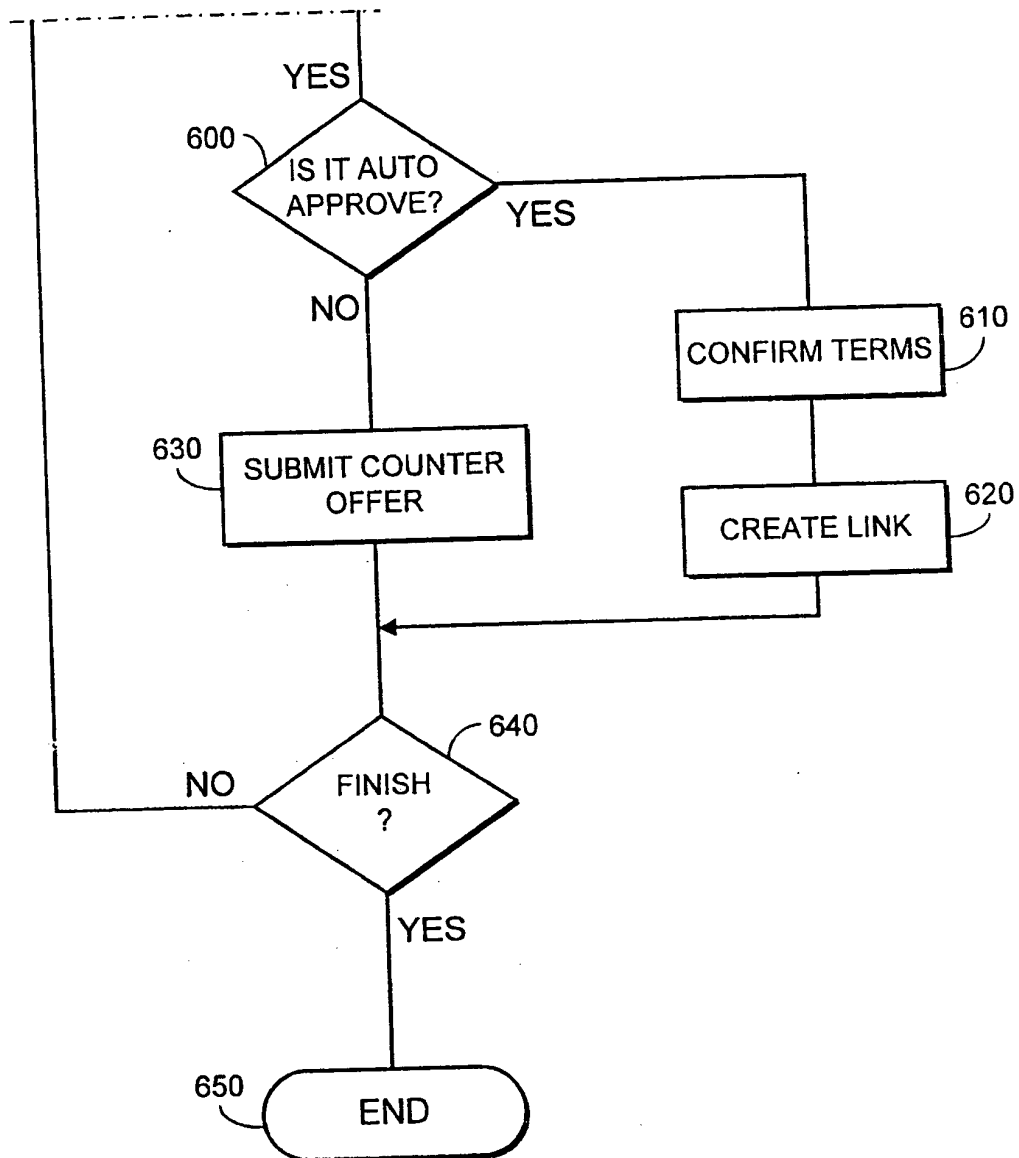 YES
600
IS IT AUTO
APPROVE?
YES
NO
CONFIRM TERMS
610
630
SUBMIT COUNTER
OFFER
CREATE LINK
620
640
NO
FINISH
?
YES
650
END